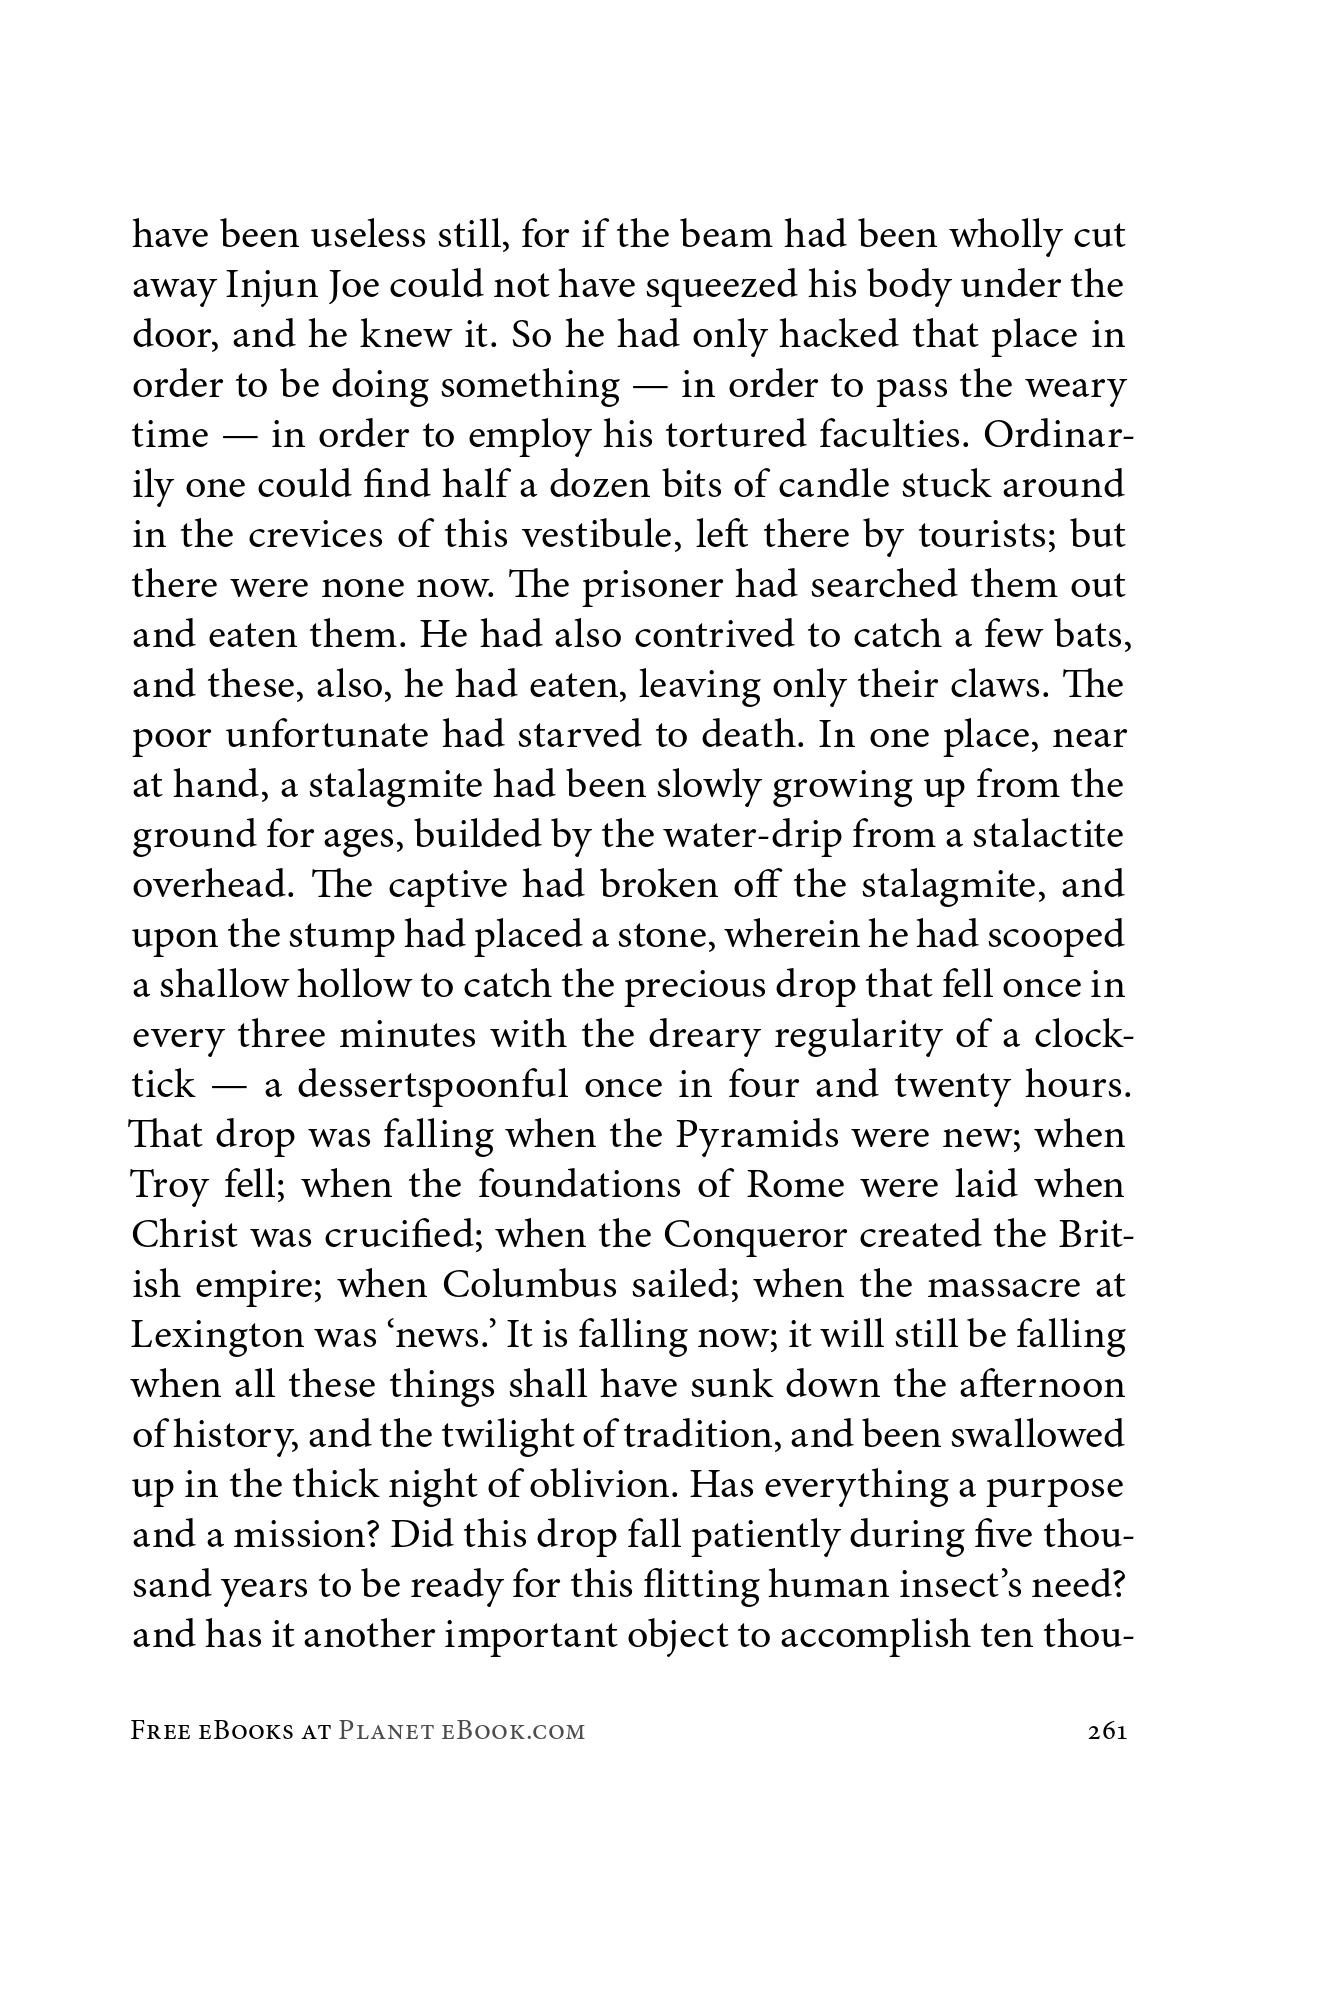 have been useless still, for if the beam had been wholly cut
away Injun Joe could not have squeezed his body under the
door, and he knew it. So he had only hacked that place in
order to be doing something — in order to pass the weary
time — in order to employ his tortured faculties. Ordinar-
ily one could find half a dozen bits of candle stuck around
in the crevices of this vestibule, left there by tourists; but
there were none now. The prisoner had searched them out
and eaten them. He had also contrived to catch a few bats,
and these, also, he had eaten, leaving only their claws. The
poor unfortunate had starved to death. In one place, near
at hand, a stalagmite had been slowly growing up from the
ground for ages, builded by the water-drip from a stalactite
overhead. The captive had broken off the stalagmite, and
upon the stump had placed a stone, wherein he had scooped
a shallow hollow to catch the precious drop that fell once in
every three minutes with the dreary regularity of a clock-
tick — a dessertspoonful once in four and twenty hours.
That drop was falling when the Pyramids were new; when
Troy fell; when the foundations of Rome were laid when
Christ was crucified; when the Conqueror created the Brit-
ish empire; when Columbus sailed; when the massacre at
Lexington was ‘news.’ It is falling now; it will still be falling
when all these things shall have sunk down the afternoon
of history, and the twilight of tradition, and been swallowed
up in the thick night of oblivion. Has everything a purpose
and a mission? Did this drop fall patiently during five thou-
sand years to be ready for this flitting human insect’s need?
and has it another important object to accomplish ten thou-
Free eBooks at Planet eBook.com 261